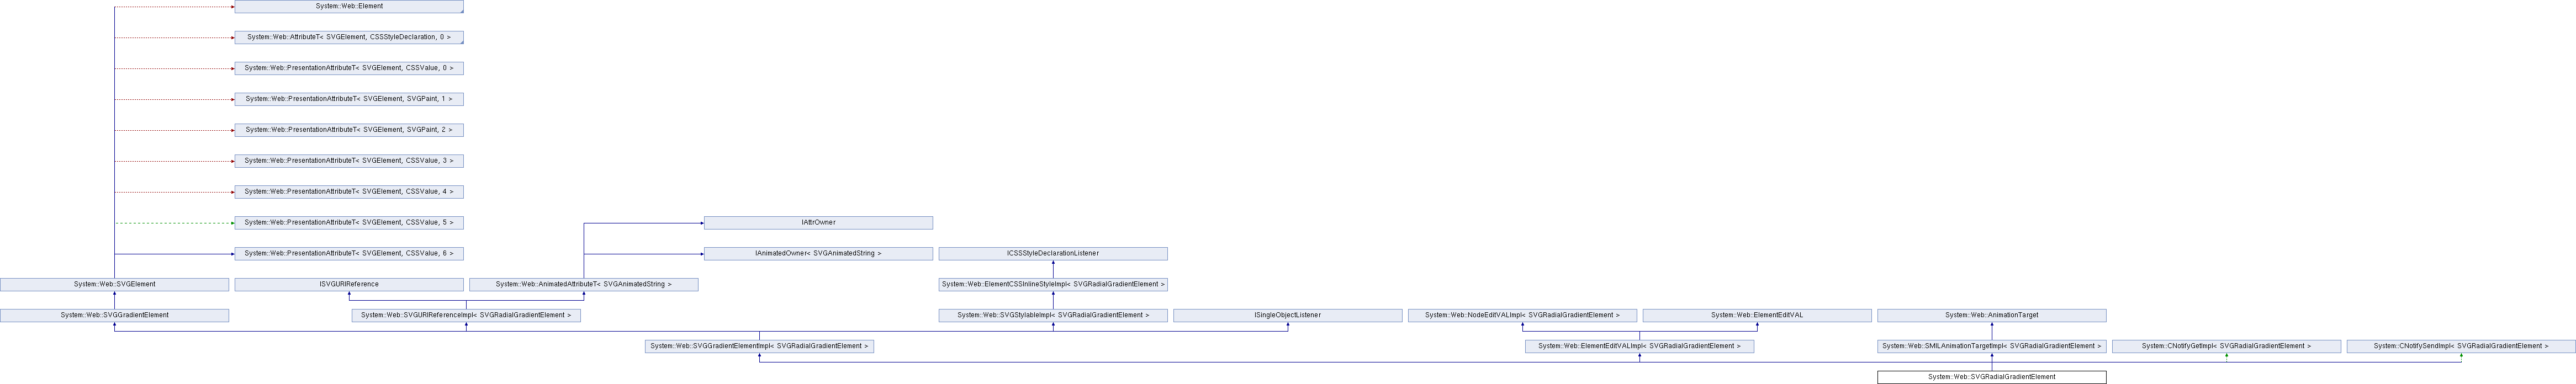 System::Web::Element
System::Web::AttributeT< SVGElement, CSSStyleDeclaration, 0 >
System::Web::PresentationAttributeT< SVGElement, CSSValue, 0 >
System::Web::PresentationAttributeT< SVGElement, SVGPaint, 1 >
System::Web::PresentationAttributeT< SVGElement, SVGPaint, 2 >
System::Web::PresentationAttributeT< SVGElement, CSSValue, 3 >
System::Web::PresentationAttributeT< SVGElement, CSSValue, 4 >
System::Web::PresentationAttributeT< SVGElement, CSSValue, 5 >
IAttrOwner
System::Web::PresentationAttributeT< SVGElement, CSSValue, 6 >
IAnimatedOwner< SVGAnimatedString >
ICSSStyleDeclarationListener
System::Web::SVGElement
ISVGURIReference
System::Web::AnimatedAttributeT< SVGAnimatedString >
System::Web::ElementCSSInlineStyleImpl< SVGRadialGradientElement >
System::Web::SVGGradientElement
System::Web::SVGURIReferenceImpl< SVGRadialGradientElement >
System::Web::SVGStylableImpl< SVGRadialGradientElement >
ISingleObjectListener
System::Web::NodeEditVALImpl< SVGRadialGradientElement >
System::Web::ElementEditVAL
System::Web::AnimationTarget
System::Web::SVGGradientElementImpl< SVGRadialGradientElement >
System::Web::ElementEditVALImpl< SVGRadialGradientElement >
System::Web::SMILAnimationTargetImpl< SVGRadialGradientElement >
System::CNotifyGetImpl< SVGRadialGradientElement >
System::CNotifySendImpl< SVGRadialGradientElement >
System::Web::SVGRadialGradientElement